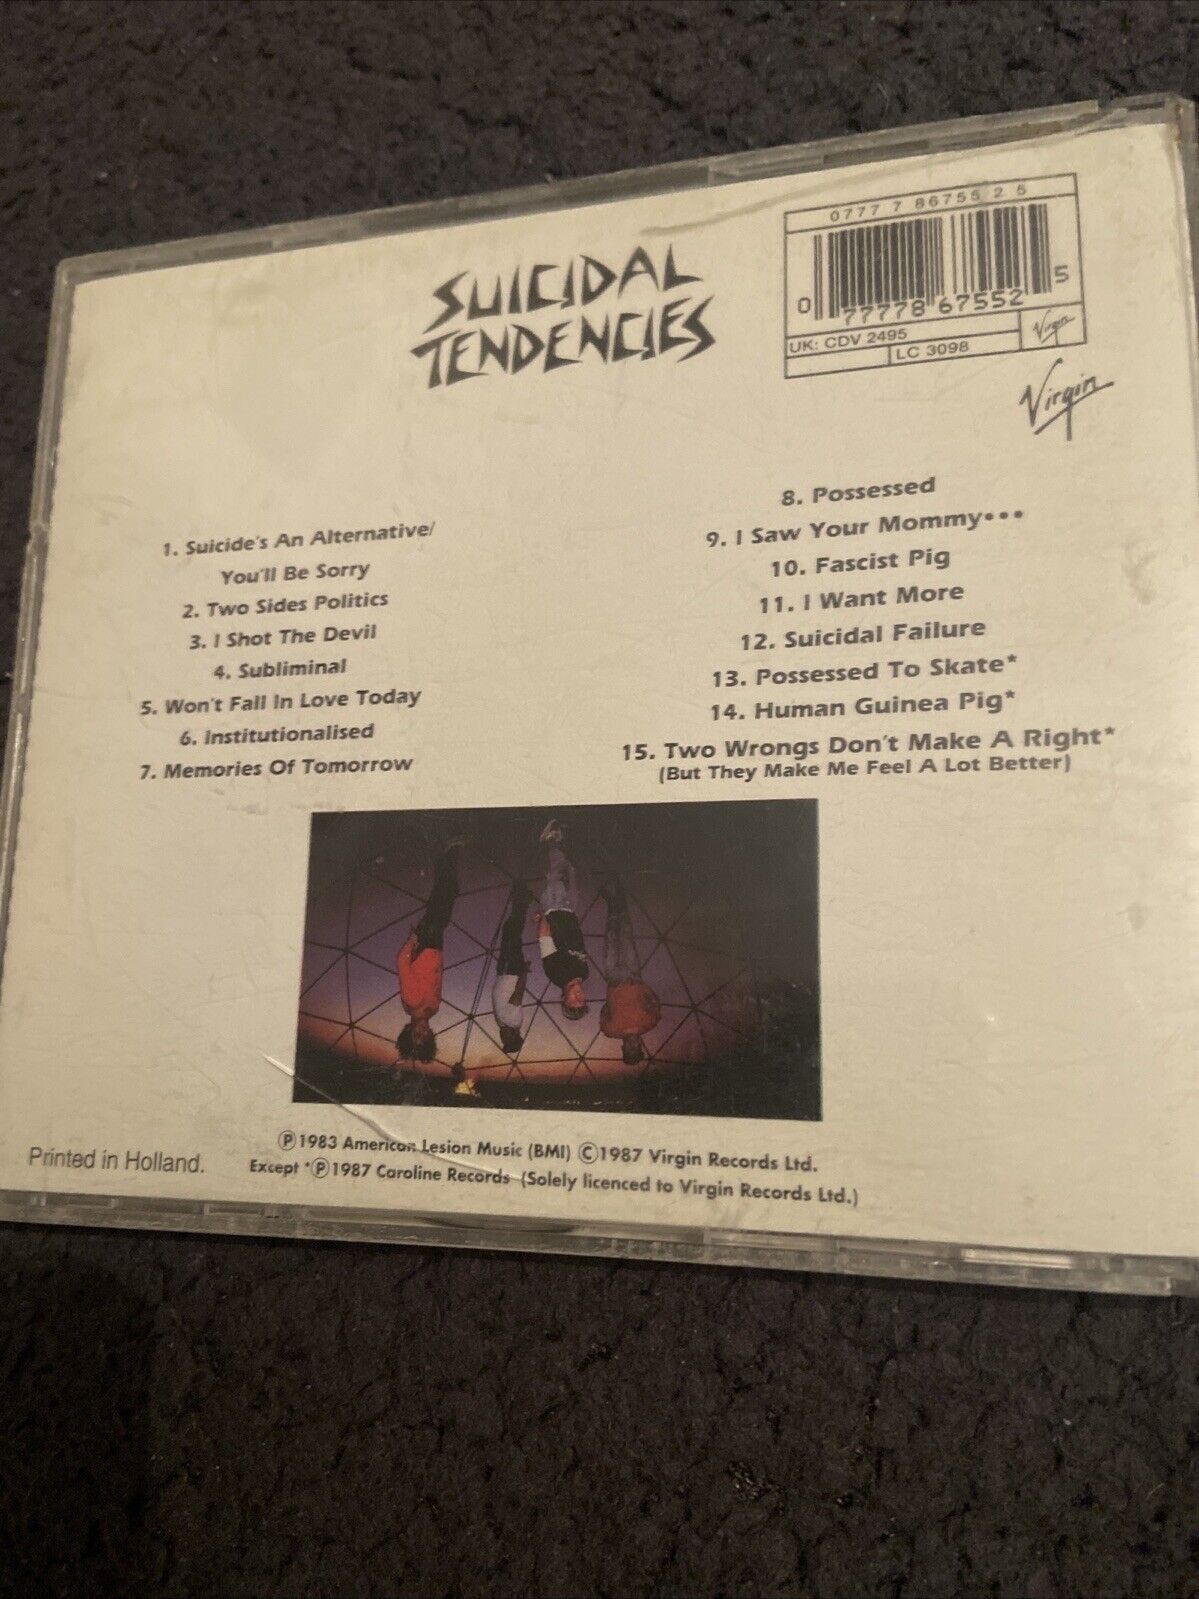 SUICIDAL
TENDENCIES
0777 7 86755 2 5
0 77778 67552 5
UK: CDV 2495
LC 3098
Virgin
Virgin
1. Suicide's An Alternative/
You'll Be Sorry
2. Two Sides Politics
3. I Shot The Devil
4. Subliminal
5. Won't Fall In Love Today
6. Institutionalised
7. Memories Of Tomorrow
8. Possessed
9. I Saw Your Mommy•••
10. Fascist Pig
11. I Want More
12. Suicidal Failure
13. Possessed To Skate*
14. Human Guinea Pig*
15. Two Wrongs Don't Make A Right*
(But They Make Me Feel A Lot Better)
Printed in Holland.
Ⓟ1983 American Lesion Music (BMI) ©1987 Virgin Records Ltd.
Except *Ⓟ1987 Caroline Records (Solely licenced to Virgin Records Ltd.)